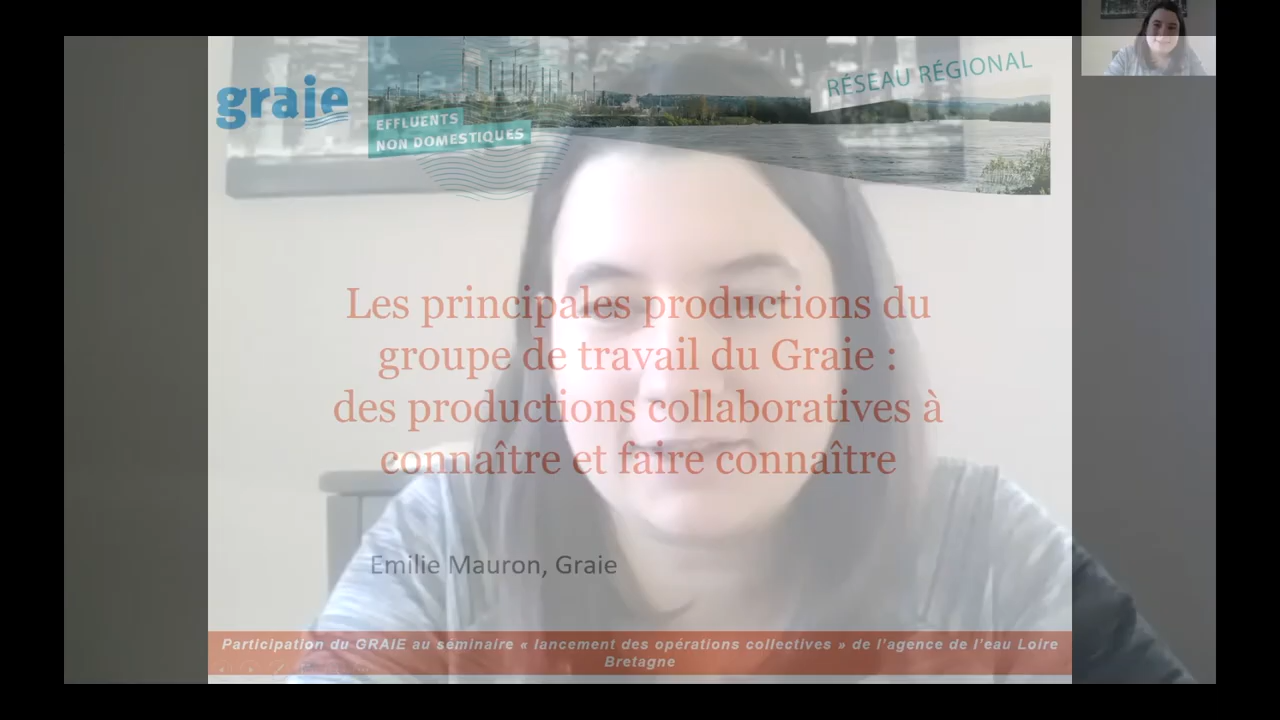 graie
EFFLUENTS
NON DOMESTIQUES
RÉSEAU RÉGIONAL
Les principales productions du
groupe de travail du Graie :
des productions collaboratives à
connaître et faire connaître
Emilie Mauron, Graie
Participation du GRAIE au séminaire « lancement des opérations collectives » de l'agence de l'eau Loire
Bretagne